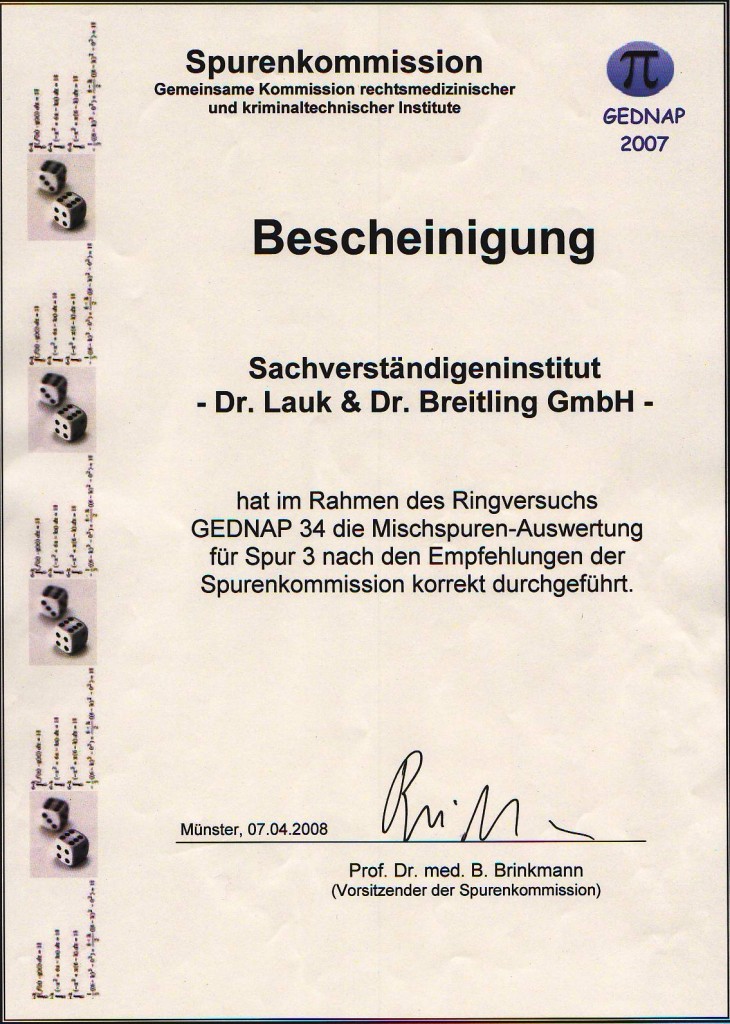 Spurenkommission
Gemeinsame Kommission rechtsmedizinischer
und kriminaltechnischer Institute
π
GEDNAP
2007
Bescheinigung
Sachverständigeninstitut
- Dr. Lauk & Dr. Breitling GmbH -
hat im Rahmen des Ringversuchs
GEDNAP 34 die Mischspuren-Auswertung
für Spur 3 nach den Empfehlungen der
Spurenkommission korrekt durchgeführt.
Münster, 07.04.2008
Prof. Dr. med. B. Brinkmann
(Vorsitzender der Spurenkommission)